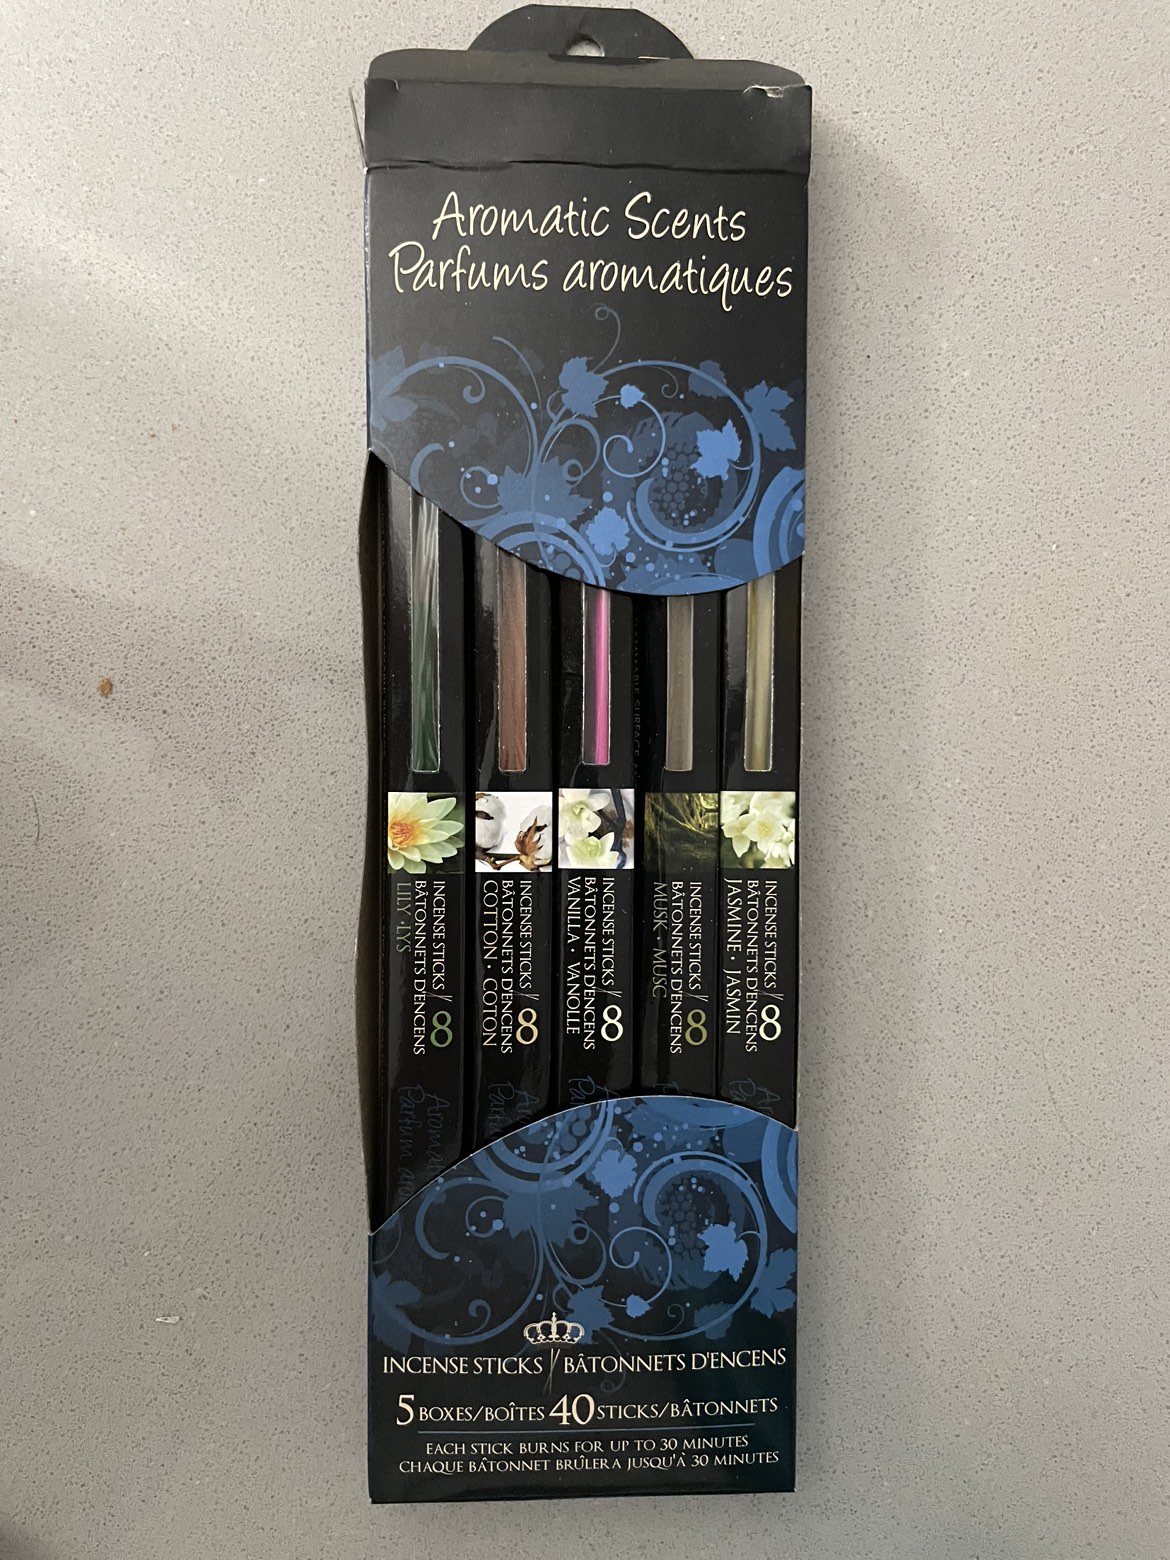 Aromatic Scents
Parfums aromatiques
INCENSE STICKS
BÂTONNETS D'ENCENS
LILY · LYS
8
INCENSE STICKS
BÂTONNETS D'ENCENS
COTTON · COTON
8
INCENSE STICKS
BÂTONNETS D'ENCENS
VANILLA · VANOLLE
8
INCENSE STICKS
BÂTONNETS D'ENCENS
MUSK · MUSC
8
INCENSE STICKS
BÂTONNETS D'ENCENS
JASMINE · JASMIN
8
INCENSE STICKS BÂTONNETS D'ENCENS
5 BOXES/BOÎTES 40 STICKS/BÂTONNETS
EACH STICK BURNS FOR UP TO 30 MINUTES
CHAQUE BÂTONNET BRÛLERA JUSQU'À 30 MINUTES